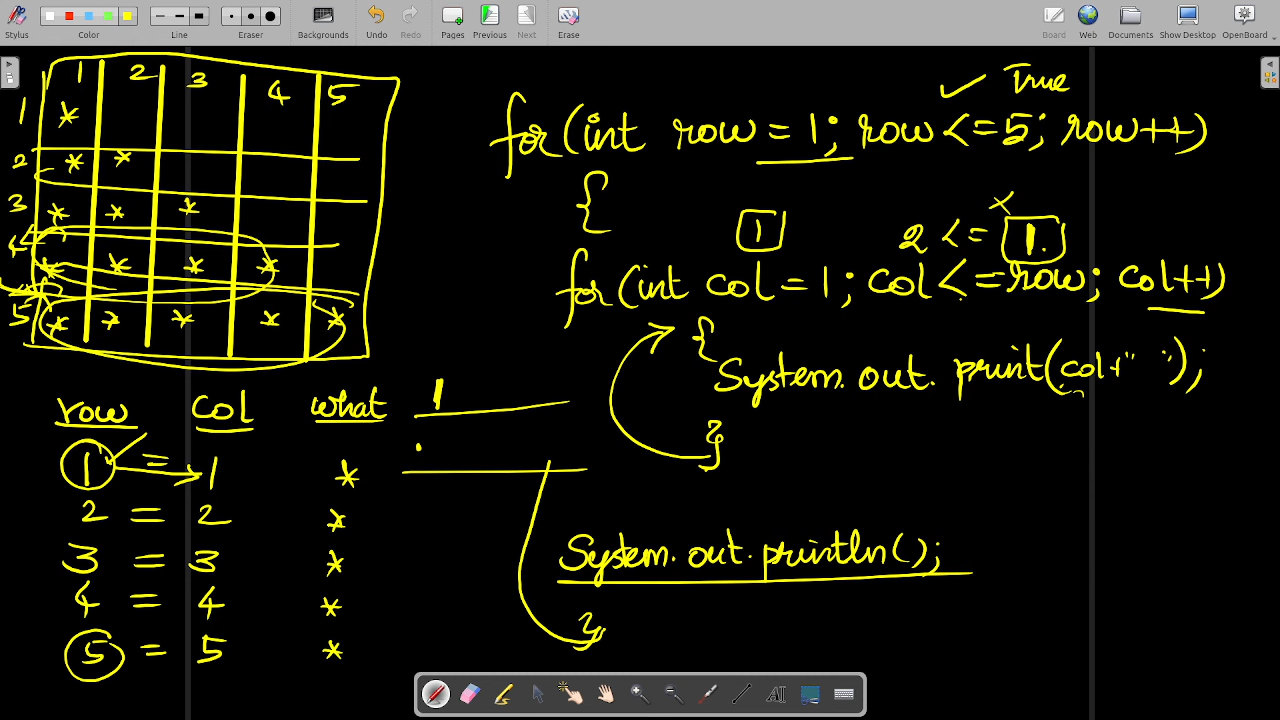 Stylus Color Line Eraser Backgrounds Undo Redo Pages Previous Next Erase Board Web Documents Show Desktop OpenBoard
1 2 3 4 5
1 *
2 * *
3 * * *
4 * * * *
5 * * * * *
✓ True
for(int row = 1; row <= 5; row++)
{
1 2 <= 1. ×
for(int col = 1; col <= row; col++)
{
System.out.print(col+" ");
}
System.out.println();
}
row col what
1 = 1 *
2 = 2 *
3 = 3 *
4 = 4 *
5 = 5 *
1